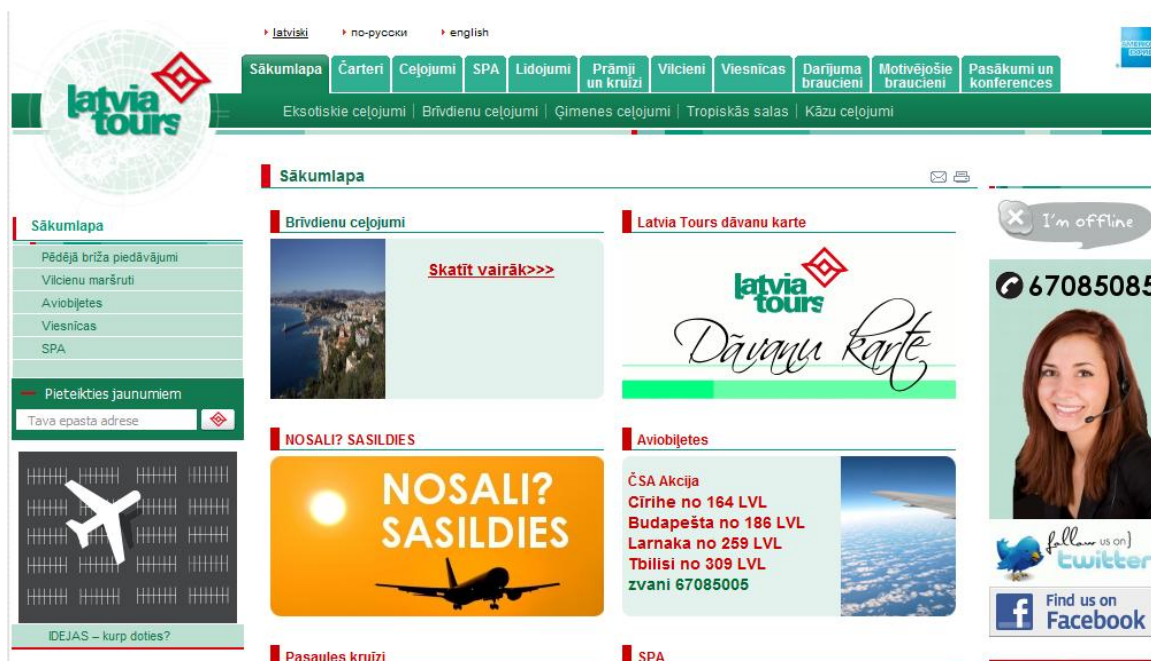 latviski по-русски english
Sākumlapa Čarteri Ceļojumi SPA Lidojumi Prāmji un kruīzi Vilcieni Viesnīcas Darījuma braucieni Motivējošie braucieni Pasākumi un konferences
latvia
tours
Eksotiskie ceļojumi | Brīvdienu ceļojumi | Ģimenes ceļojumi | Tropiskās salas | Kāzu ceļojumi
Sākumlapa
Sākumlapa
Pēdējā brīža piedāvājumi
Vilcienu maršruti
Aviobiļetes
Viesnīcas
SPA
Pieteikties jaunumiem
Tava epasta adrese
IDEJAS – kurp doties?
Brīvdienu ceļojumi
Skatīt vairāk>>>
Latvia Tours dāvanu karte
latvia
tours
Dāvanu karte
NOSALI? SASILDIES
NOSALI?
SASILDIES
Aviobiļetes
ČSA Akcija
Cīrihe no 164 LVL
Budapešta no 186 LVL
Larnaka no 259 LVL
Tbilisi no 309 LVL
zvani 67085005
Pasaules kruīzi
SPA
I'm offline
67085085
follow us on}
twitter
Find us on
Facebook